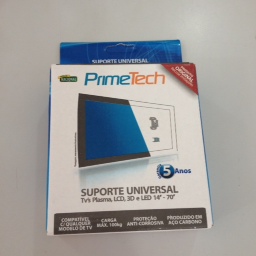 SUPORTE UNIVERSAL
PrimeTech
ORIGINAL
5 Anos
SUPORTE UNIVERSAL
Tv's Plasma, LCD, 3D e LED 14" - 70"
COMPATÍVEL
C/ QUALQUER
MODELO DE TV
CARGA
MÁX. 100kg
PROTEÇÃO
ANTI-CORROSIVA
PRODUZIDO EM
AÇO CARBONO